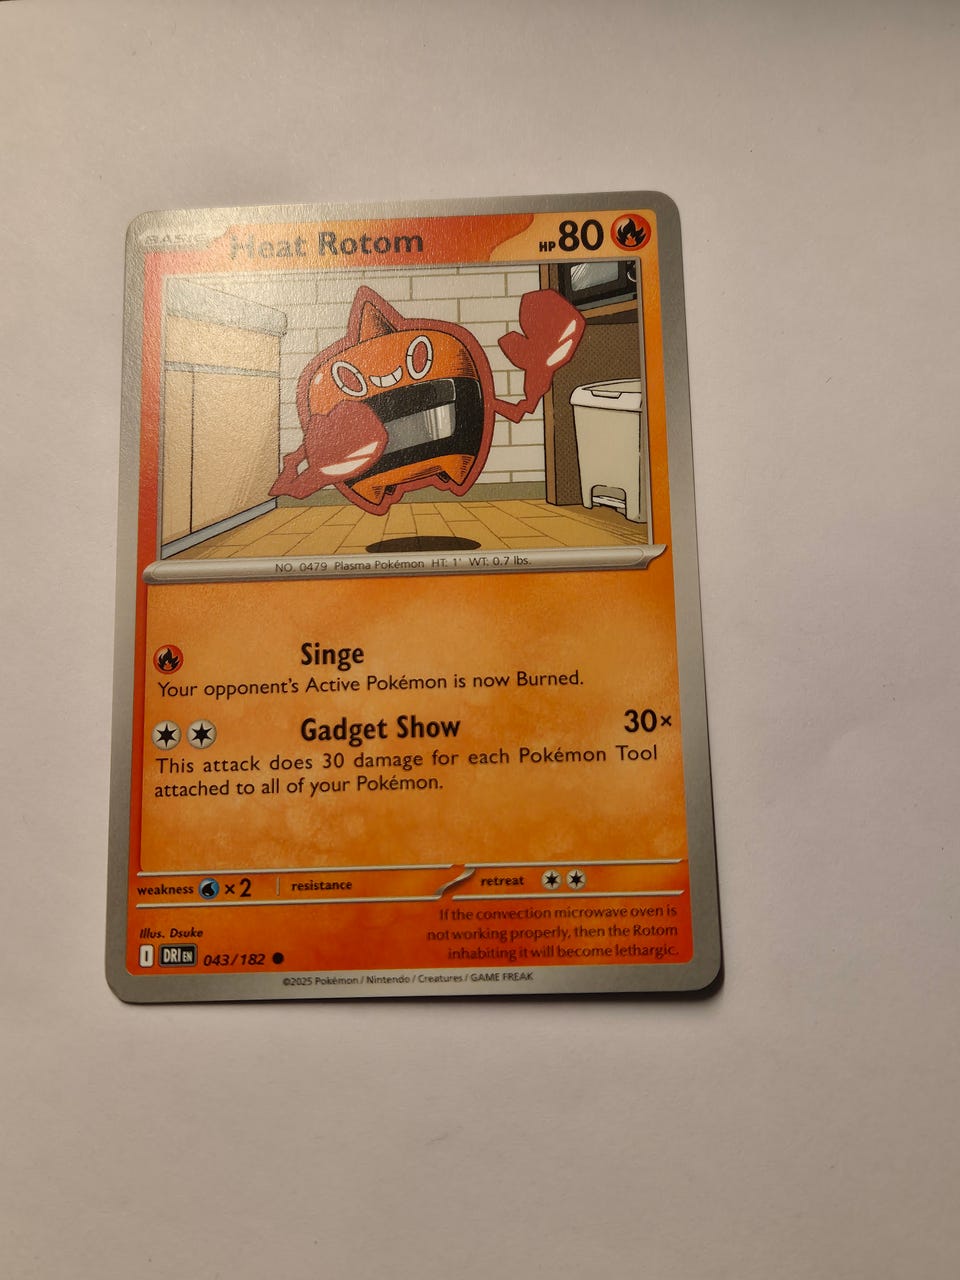 BASIC Heat Rotom HP 80
NO. 0479 Plasma Pokémon HT: 1' WT: 0.7 lbs.
Singe
Your opponent's Active Pokémon is now Burned.
Gadget Show 30×
This attack does 30 damage for each Pokémon Tool
attached to all of your Pokémon.
weakness ×2 resistance retreat
If the convection microwave oven is
not working properly, then the Rotom
inhabiting it will become lethargic.
Illus. Dsuke
I DRI EN 043/182
©2025 Pokémon / Nintendo / Creatures / GAME FREAK